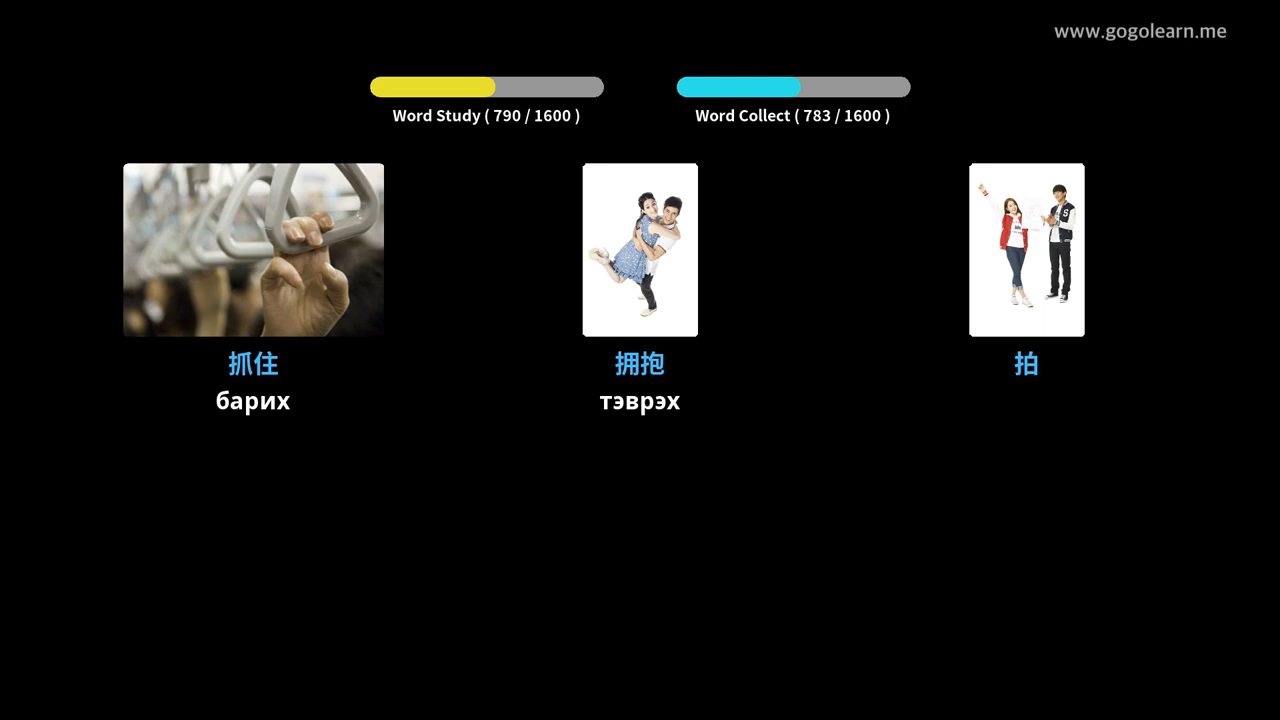 www.gogolearn.me
Word Study ( 790 / 1600 )
Word Collect ( 783 / 1600 )
抓住
拥抱
拍
барих
тэврэх